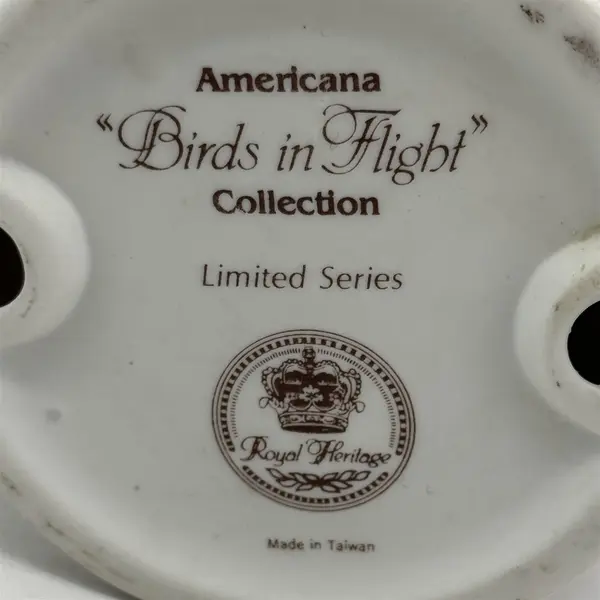 Americana
“Birds in Flight”
Collection
Limited Series
Royal Heritage
Made in Taiwan